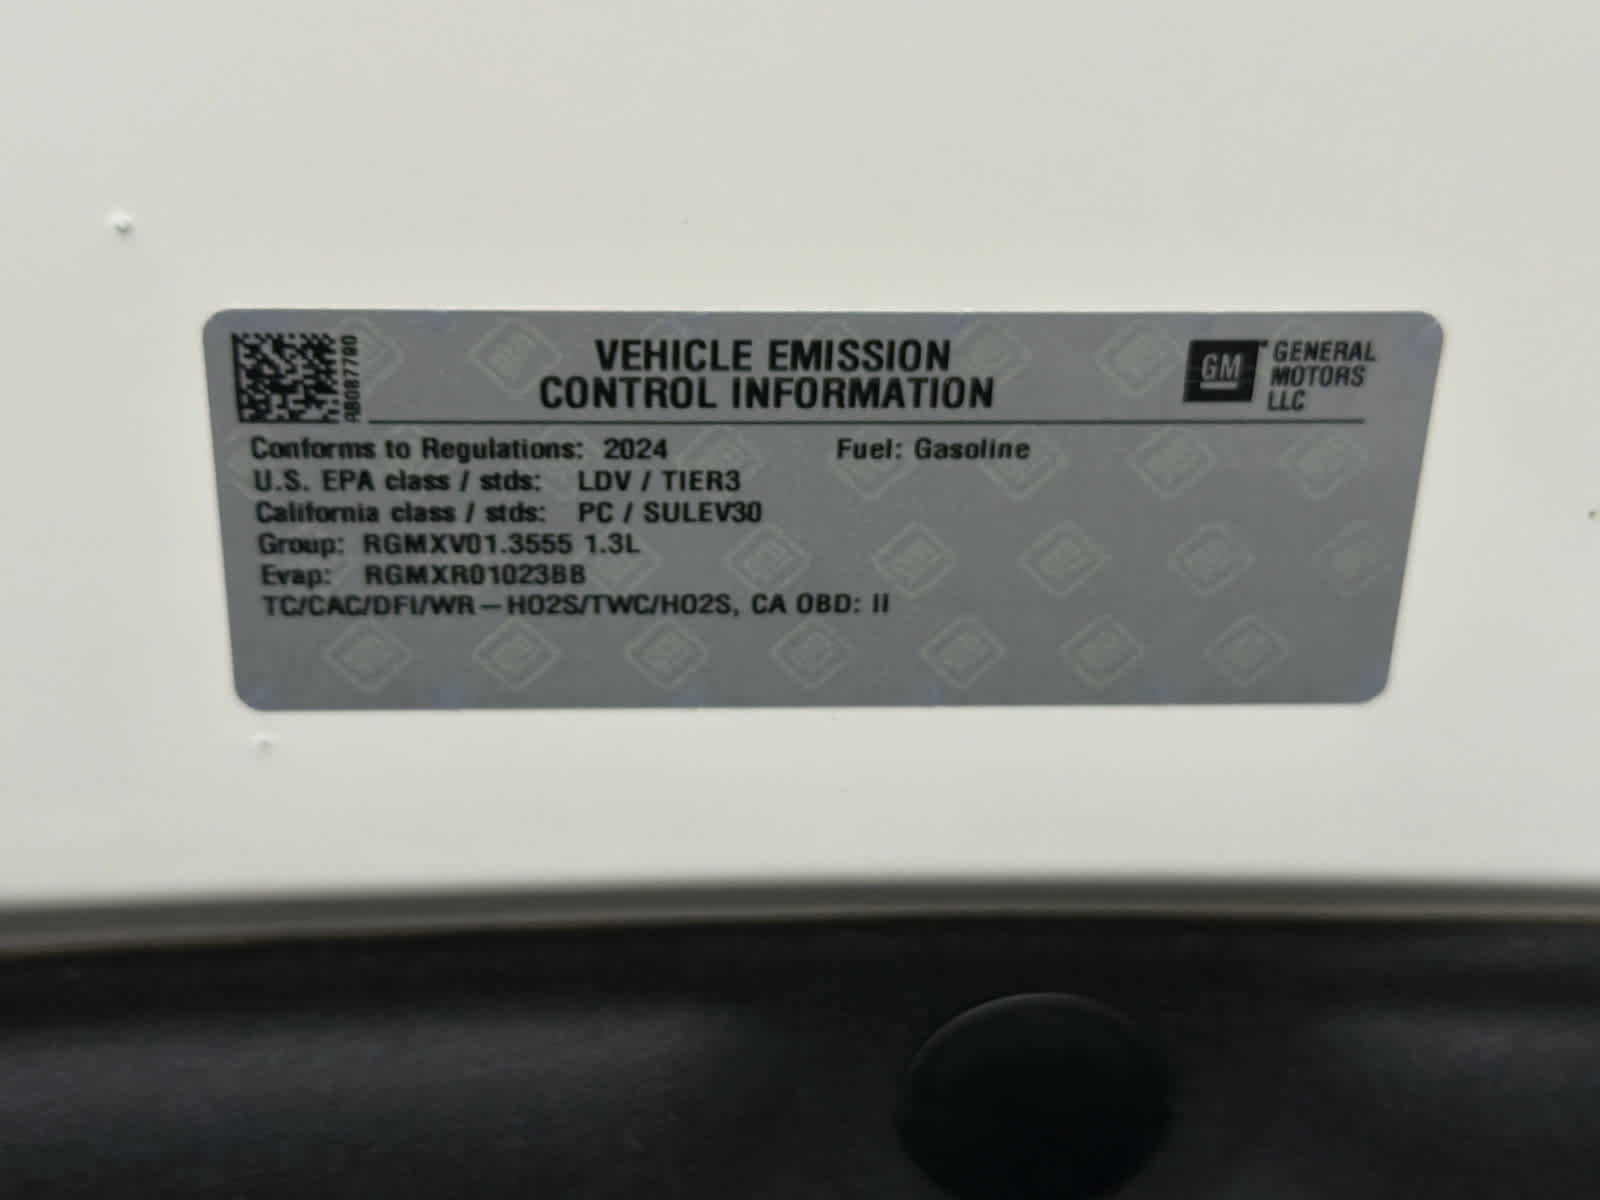 VEHICLE EMISSION
CONTROL INFORMATION
GM GENERAL
MOTORS
LLC
AB087790
Conforms to Regulations: 2024 Fuel: Gasoline
U.S. EPA class / stds: LDV / TIER3
California class / stds: PC / SULEV30
Group: RGMXV01.3555 1.3L
Evap: RGMXR01023BB
TC/CAC/DFI/WR-HO2S/TWC/HO2S, CA OBD: II